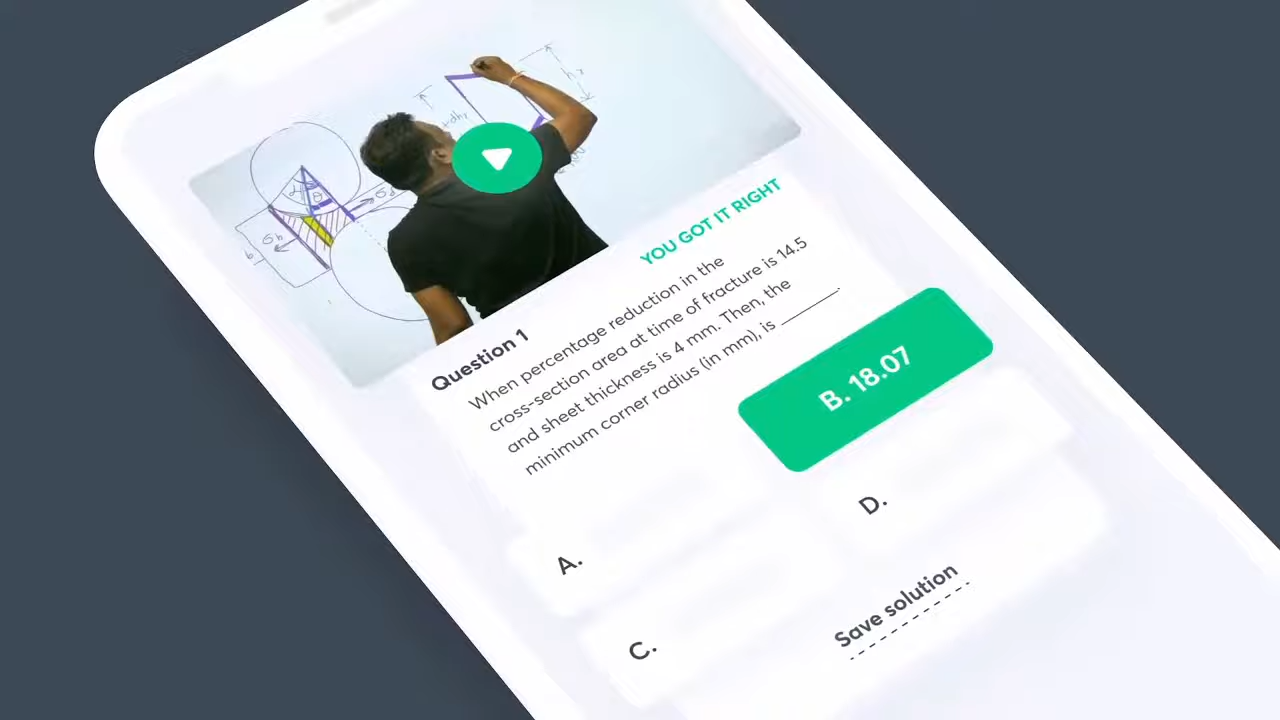 YOU GOT IT RIGHT
Question 1
When percentage reduction in the
cross-section area at time of fracture is 14.5
and sheet thickness is 4 mm. Then, the
minimum corner radius (in mm), is ________
A.
B. 18.07
C.
D.
Save solution